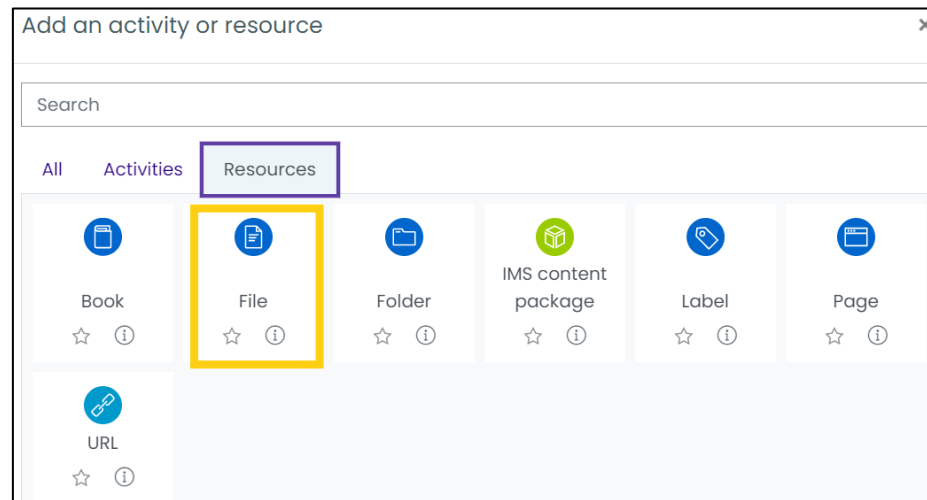 Add an activity or resource
Search
All Activities Resources
Book
File
Folder
IMS content
package
Label
Page
URL